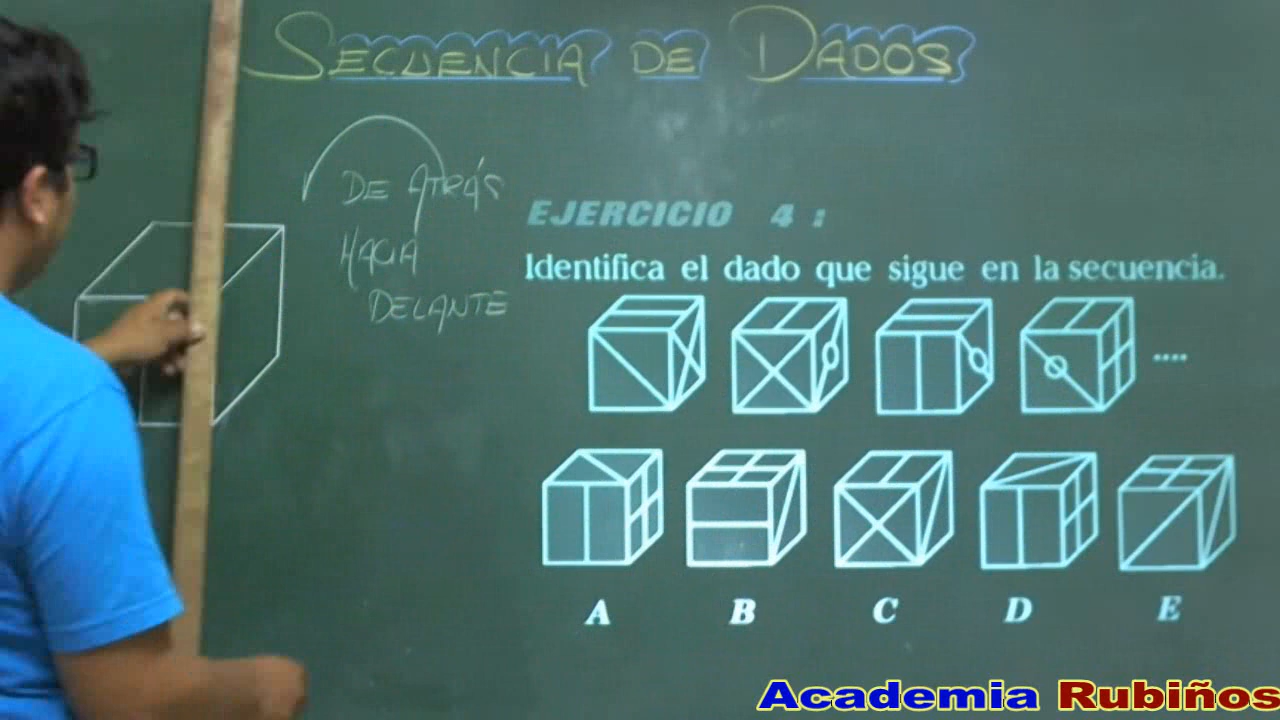 SECUENCIA DE DADOS
DE ATRÁS
HACIA
DELANTE
EJERCICIO 4 :
Identifica el dado que sigue en la secuencia.
....
A B C D E
Academia Rubiños